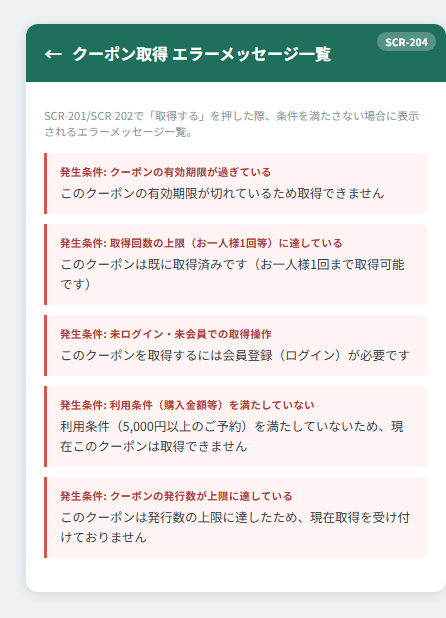 SCR-204
← クーポン取得 エラーメッセージ一覧
SCR-201/SCR-202で「取得する」を押した際、条件を満たさない場合に表示
されるエラーメッセージ一覧。
発生条件: クーポンの有効期限が過ぎている
このクーポンの有効期限が切れているため取得できません
発生条件: 取得回数の上限（お一人様1回等）に達している
このクーポンは既に取得済みです（お一人様1回まで取得可能
です）
発生条件: 未ログイン・未会員での取得操作
このクーポンを取得するには会員登録（ログイン）が必要です
発生条件: 利用条件（購入金額等）を満たしていない
利用条件（5,000円以上のご予約）を満たしていないため、現
在このクーポンは取得できません
発生条件: クーポンの発行数が上限に達している
このクーポンは発行数の上限に達したため、現在取得を受け付
けておりません